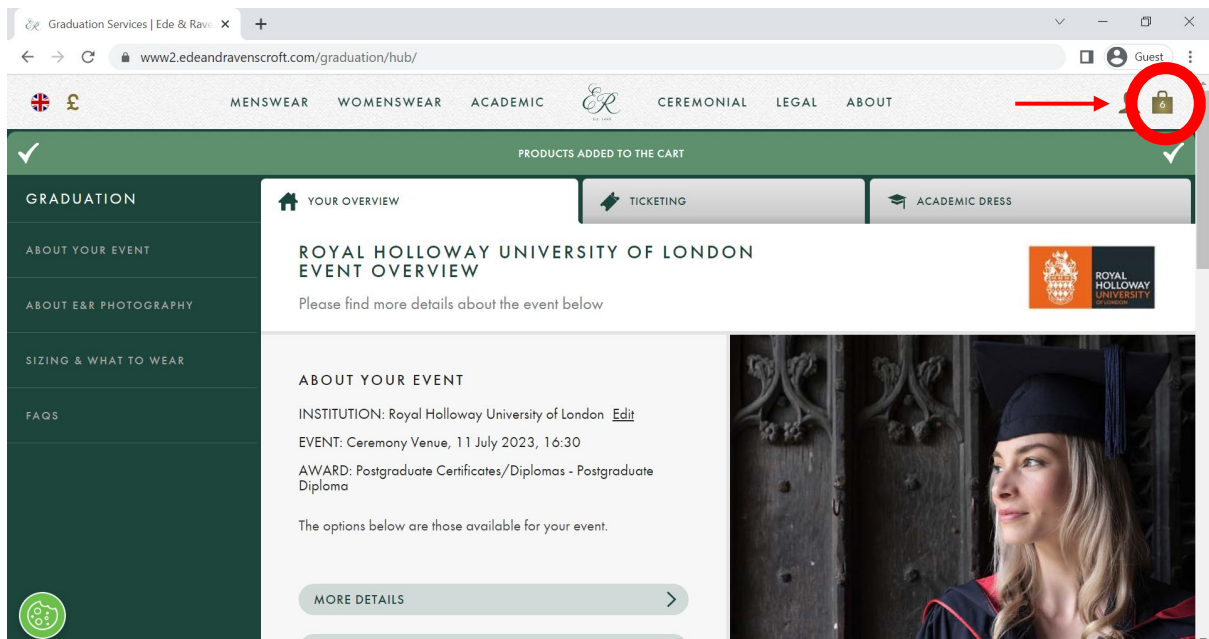 Graduation Services | Ede & Rave
www2.edeandravenscroft.com/graduation/hub/
Guest
£
MENSWEAR WOMENSWEAR ACADEMIC ER CEREMONIAL LEGAL ABOUT
6
PRODUCTS ADDED TO THE CART
GRADUATION
ABOUT YOUR EVENT
ABOUT E&R PHOTOGRAPHY
SIZING & WHAT TO WEAR
FAQS
YOUR OVERVIEW
TICKETING
ACADEMIC DRESS
ROYAL HOLLOWAY UNIVERSITY OF LONDON
EVENT OVERVIEW
Please find more details about the event below
ROYAL
HOLLOWAY
UNIVERSITY
OF LONDON
ABOUT YOUR EVENT
INSTITUTION: Royal Holloway University of London Edit
EVENT: Ceremony Venue, 11 July 2023, 16:30
AWARD: Postgraduate Certificates/Diplomas - Postgraduate
Diploma
The options below are those available for your event.
MORE DETAILS